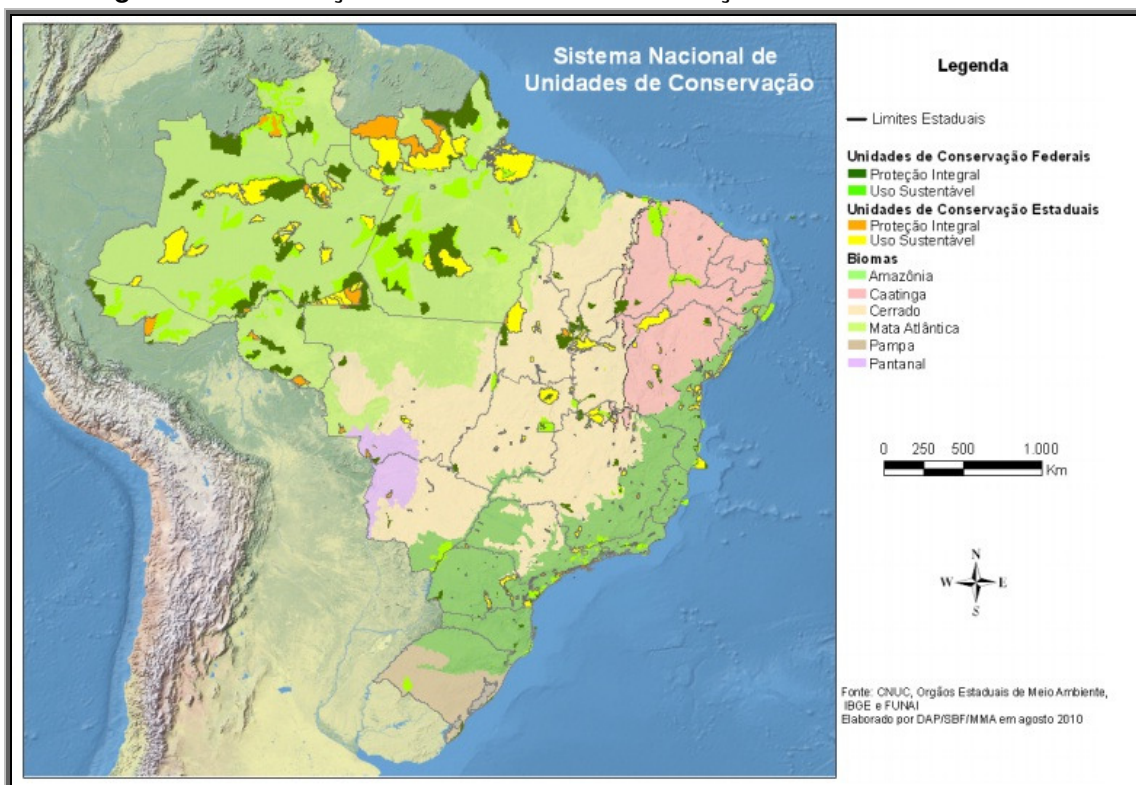 Sistema Nacional de
Unidades de Conservação
Legenda
Limites Estaduais
Unidades de Conservação Federais
Proteção Integral
Uso Sustentável
Unidades de Conservação Estaduais
Proteção Integral
Uso Sustentável
Biomas
Amazônia
Caatinga
Cerrado
Mata Atlântica
Pampa
Pantanal
0 250 500 1.000
Km
N
W E
S
Fonte: CNUC, Orgãos Estaduais de Meio Ambiente,
IBGE e FUNAI
Elaborado por DAP/SBF/MMA em agosto 2010